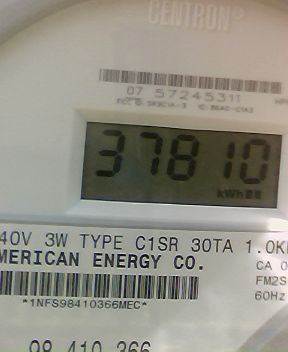 CENTRON
07 57245311
37810
kWh
40V 3W TYPE C1SR 30TA 1.0K
MERICAN ENERGY CO.
CA 0
FM2S
60Hz
*1NFS98410366MEC*
98 410 366